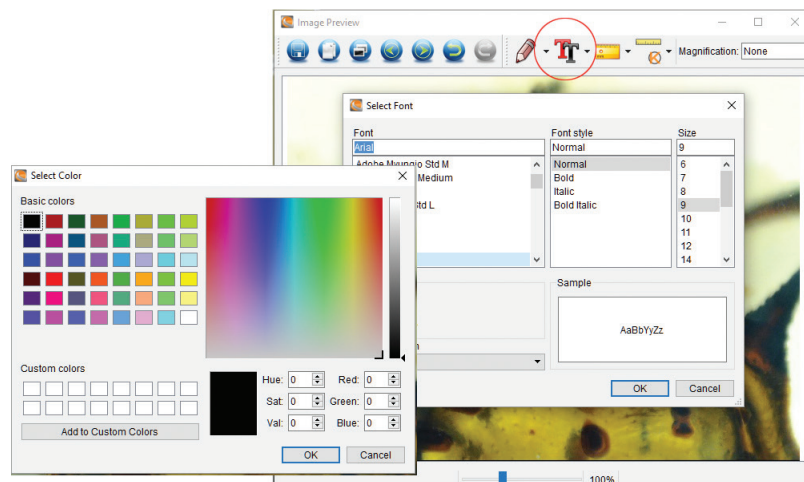 Image Preview
Magnification: None
Select Font
Font
Font style
Size
Arial
Normal
9
Adobe Myungjo Std M
Medium
Std L
Normal
Bold
Italic
Bold Italic
6
7
8
9
10
11
12
14
Sample
AaBbYyZz
OK
Cancel
Select Color
Basic colors
Custom colors
Add to Custom Colors
Hue: 0
Red: 0
Sat: 0
Green: 0
Val: 0
Blue: 0
OK
Cancel
100%